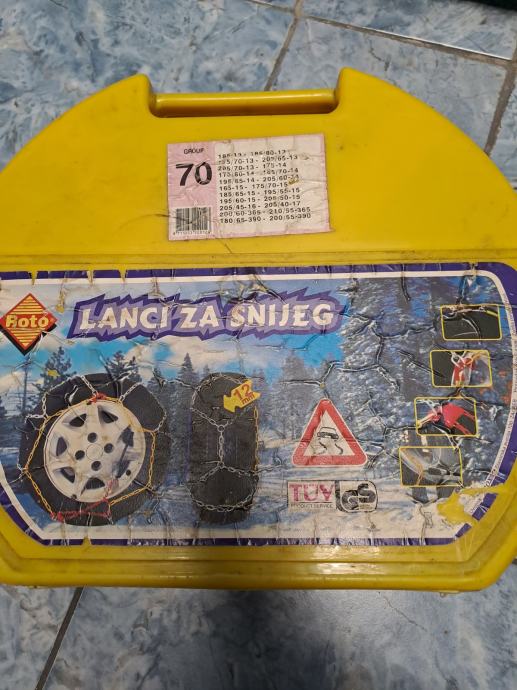 GROUP
70
185-13 - 185/80-13
195/70-13 - 205/65-13
205/70-13 - 175-14
175/80-14 - 185/70-14
195/65-14 - 205/60-14
165-15 - 175/70-15
185/65-15 - 195/55-15
195/60-15 - 205/50-15
205/45-16 - 205/40-17
200/60-365 - 210/55-365
180/65-390 - 200/55-390
Roto
LANCI ZA SNIJEG
12
mm
TÜV
PRODUCT SERVICE
GS